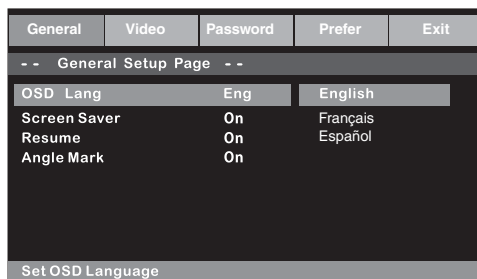 General Video Password Prefer Exit
-- General Setup Page --
OSD Lang Eng English
Screen Saver On Français
Resume On Español
Angle Mark On
Set OSD Language